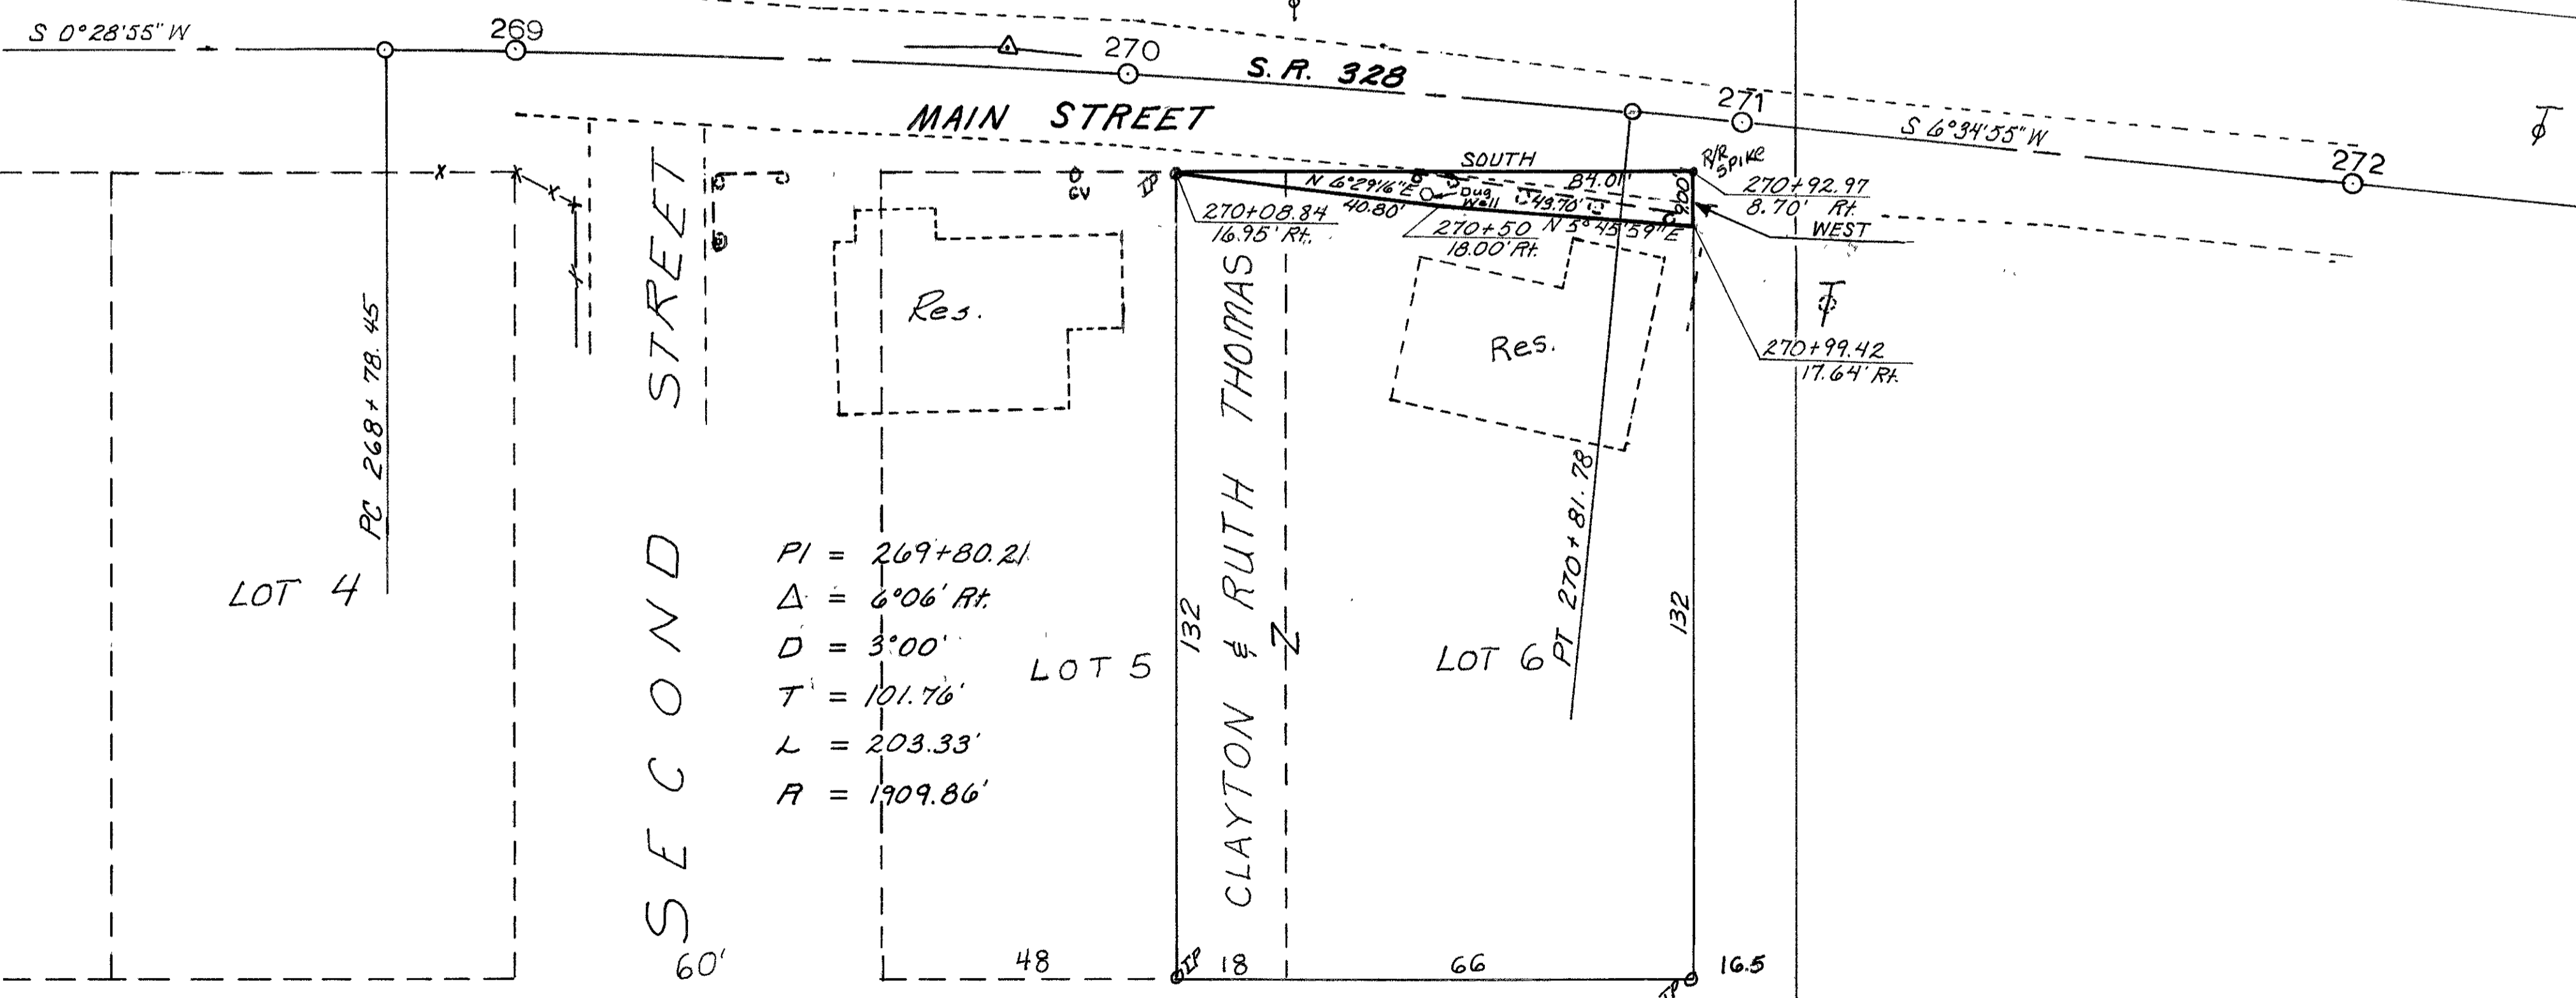 S 0°28'55" W
269
270
S. R. 328
271
S 6°34'55" W
272
MAIN STREET
SOUTH
84.01'
R/R SPIKE
IP
GV
N 6°29'16" E
40.80'
Dug Well
49.70'
9.00'
270+92.97
8.70' Rt.
WEST
270+08.84
16.95' Rt.
270+50
18.00' Rt.
N 5°45'59" E
270+99.42
17.64' Rt.
Res.
Res.
PC 268+78.45
PT 270+81.78
LOT 4
SECOND STREET
60'
PI = 269+80.21
Δ = 6°06' Rt.
D = 3°00'
T = 101.76'
L = 203.33'
R = 1909.86'
LOT 5
132
CLAYTON & RUTH THOMAS
Z
LOT 6
132
48
IP
18
66
16.5
IP